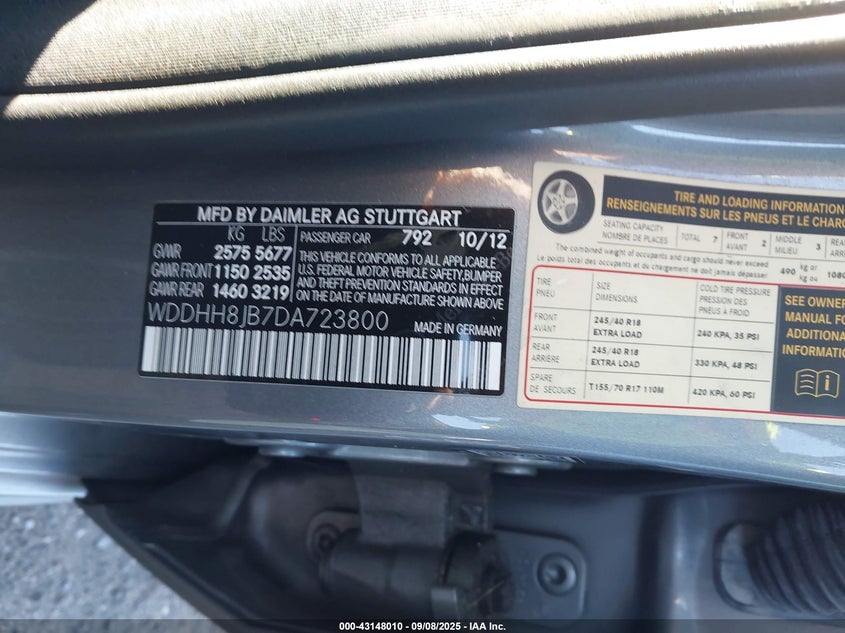 MFD BY DAIMLER AG STUTTGART
KG LBS
GVWR 2575 5677
GAWR FRONT 1150 2535
GAWR REAR 1460 3219
PASSENGER CAR 792 10/12
THIS VEHICLE CONFORMS TO ALL APPLICABLE
U.S. FEDERAL MOTOR VEHICLE SAFETY, BUMPER
AND THEFT PREVENTION STANDARDS IN EFFECT
ON THE DATE OF MANUFACTURE SHOWN ABOVE.
WDDHH8JB7DA723800
MADE IN GERMANY
TIRE AND LOADING INFORMATION
RENSEIGNEMENTS SUR LES PNEUS ET LE CHARG
SEATING CAPACITY
NOMBRE DE PLACES
TOTAL 7
FRONT
AVANT 2
MIDDLE
MILIEU 3
REAR
ARR
The combined weight of occupants and cargo should never exceed
Le poids total des occupants et du chargement ne doit jamais dépasser
490 kg or
kg ou
1080
TIRE
PNEU
SIZE
DIMENSIONS
COLD TIRE PRESSURE
PRESSION DES
PNEUS À FROID
FRONT
AVANT
245/40 R18
EXTRA LOAD
240 KPA, 35 PSI
REAR
ARRIÈRE
245/40 R18
EXTRA LOAD
330 KPA, 48 PSI
SPARE
DE SECOURS
T155/70 R17 110M
420 KPA, 60 PSI
SEE OWNER
MANUAL FO
ADDITIONA
INFORMATI
000-43148010 - 09/08/2025 - IAA Inc.